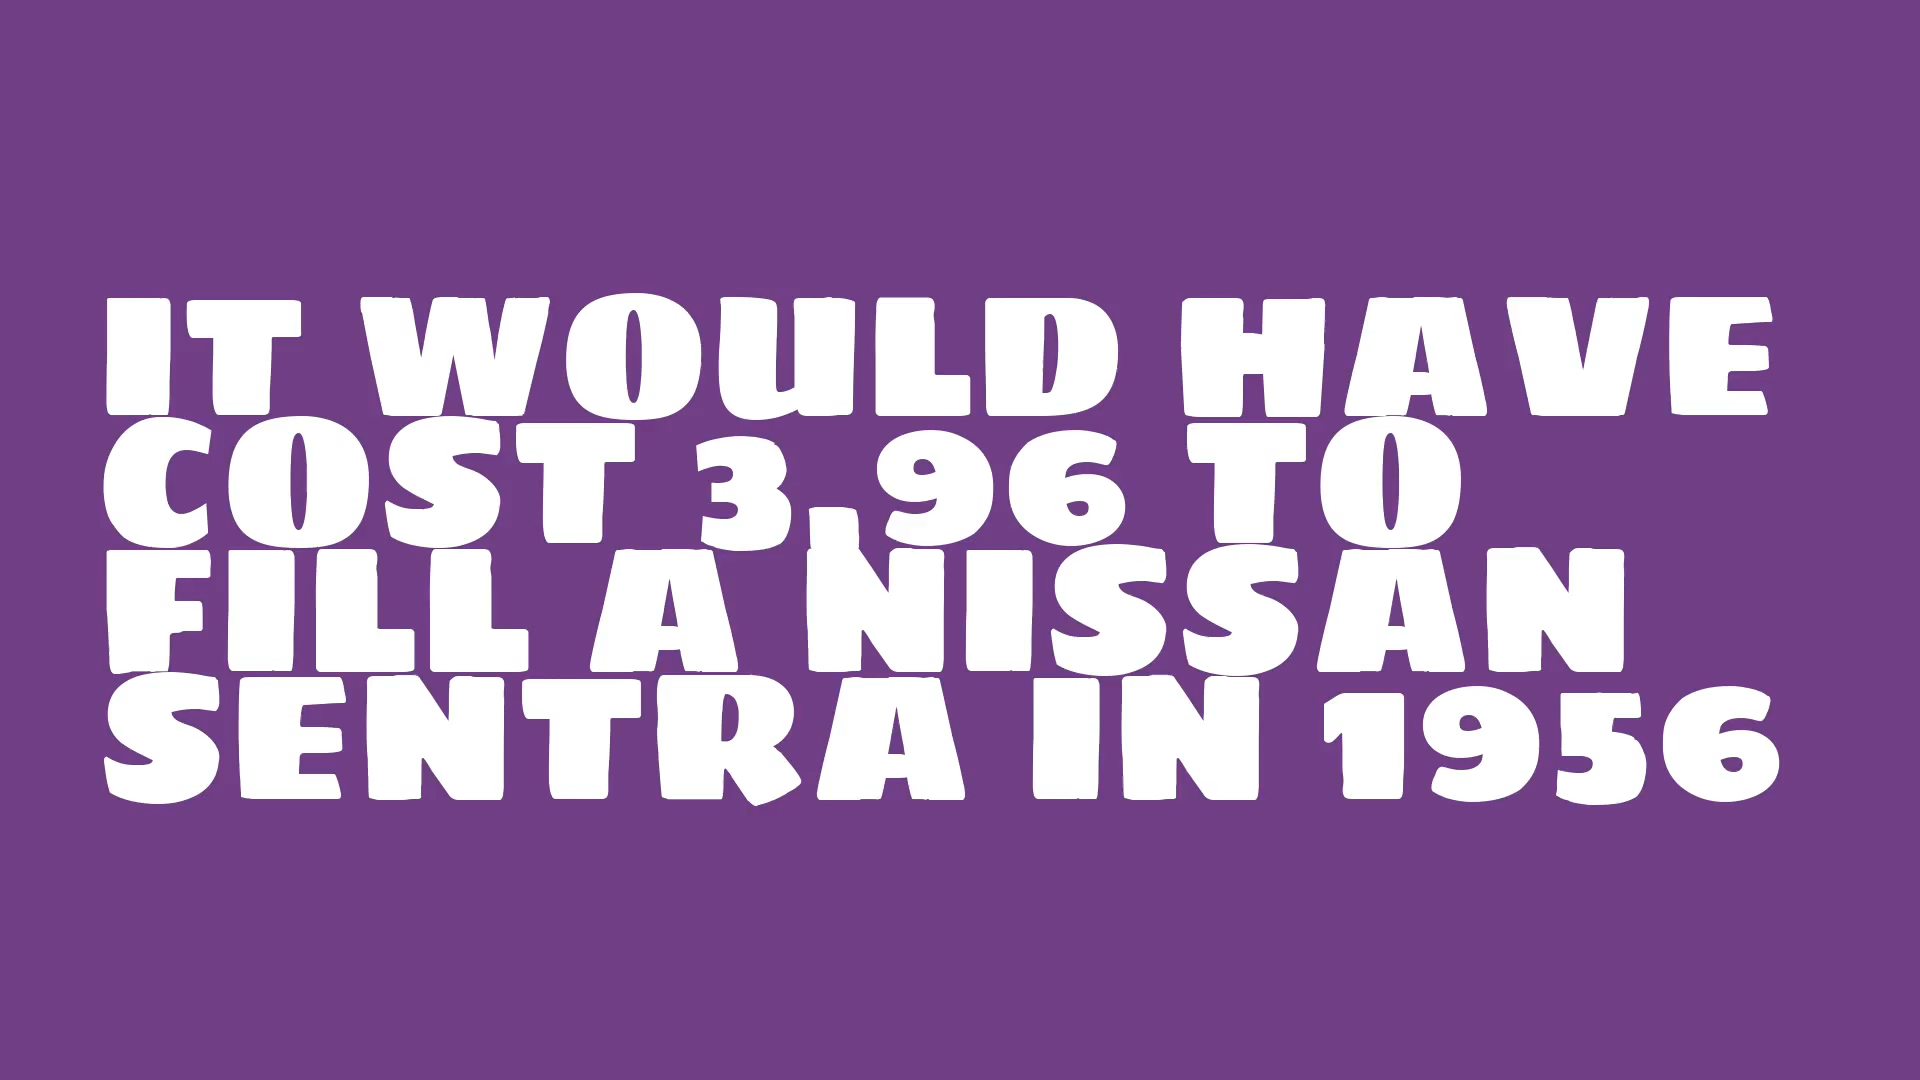 IT WOULD HAVE
COST 3.96 TO
FILL A NISSAN
SENTRA IN 1956